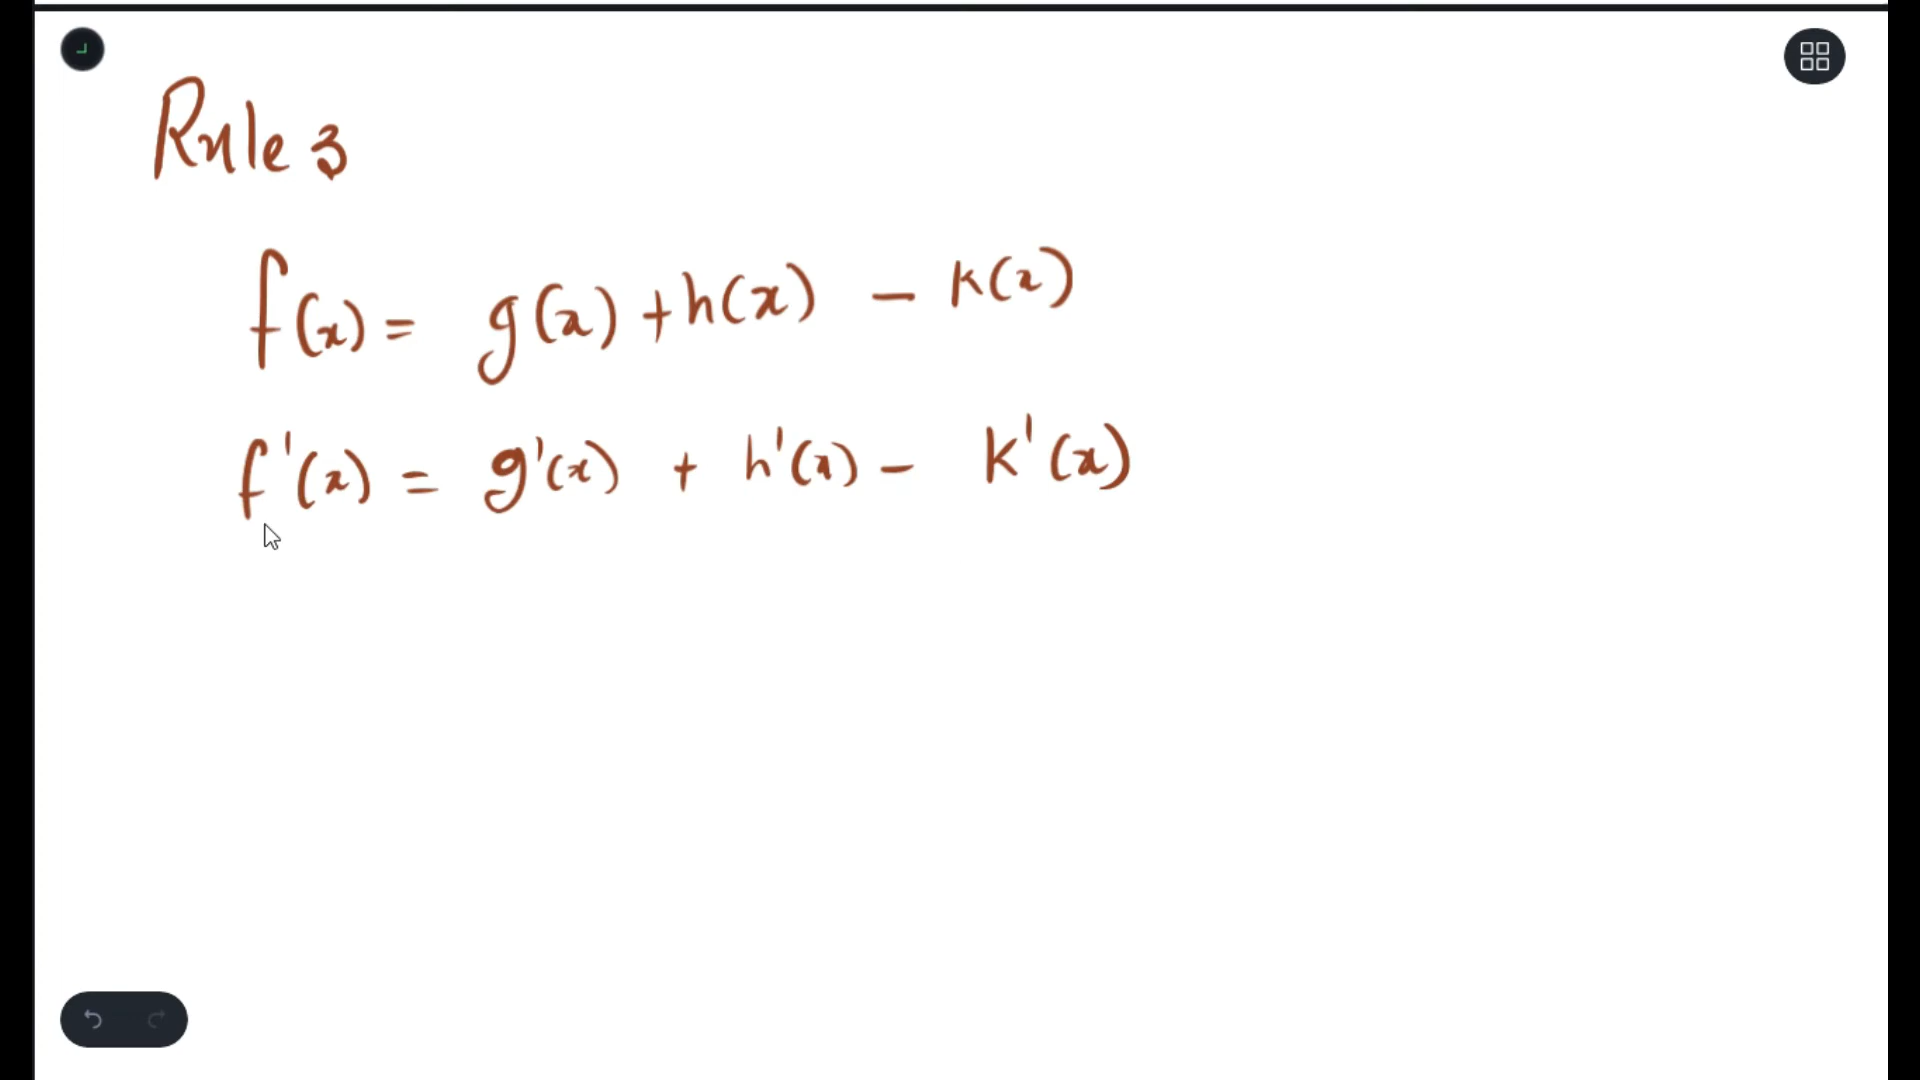 Rule 3
f(x) = g(x) + h(x) - k(x)
f'(x) = g'(x) + h'(x) - k'(x)